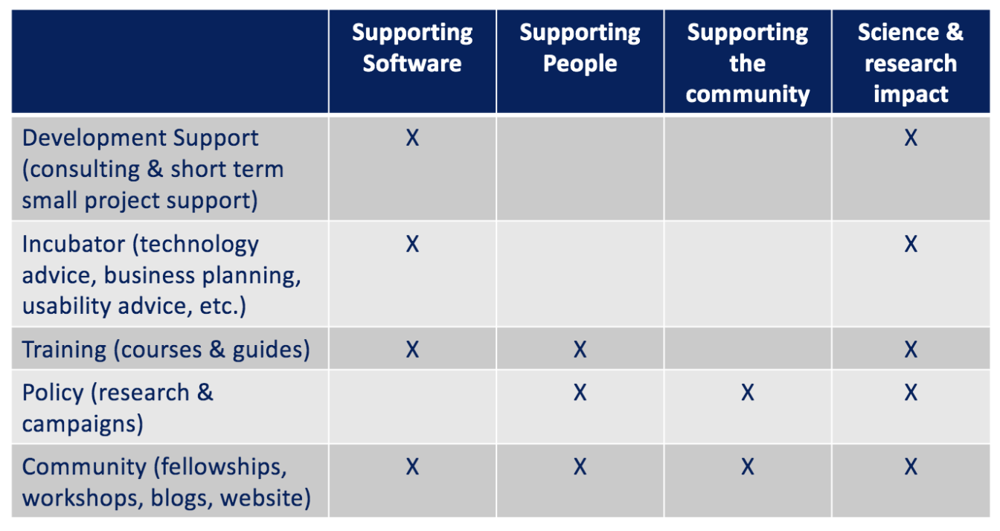 Supporting Software
Supporting People
Supporting the community
Science & research impact
Development Support
(consulting & short term
small project support)
X
X
Incubator (technology
advice, business planning,
usability advice, etc.)
X
X
Training (courses & guides)
X
X
X
Policy (research &
campaigns)
X
X
X
Community (fellowships,
workshops, blogs, website)
X
X
X
X